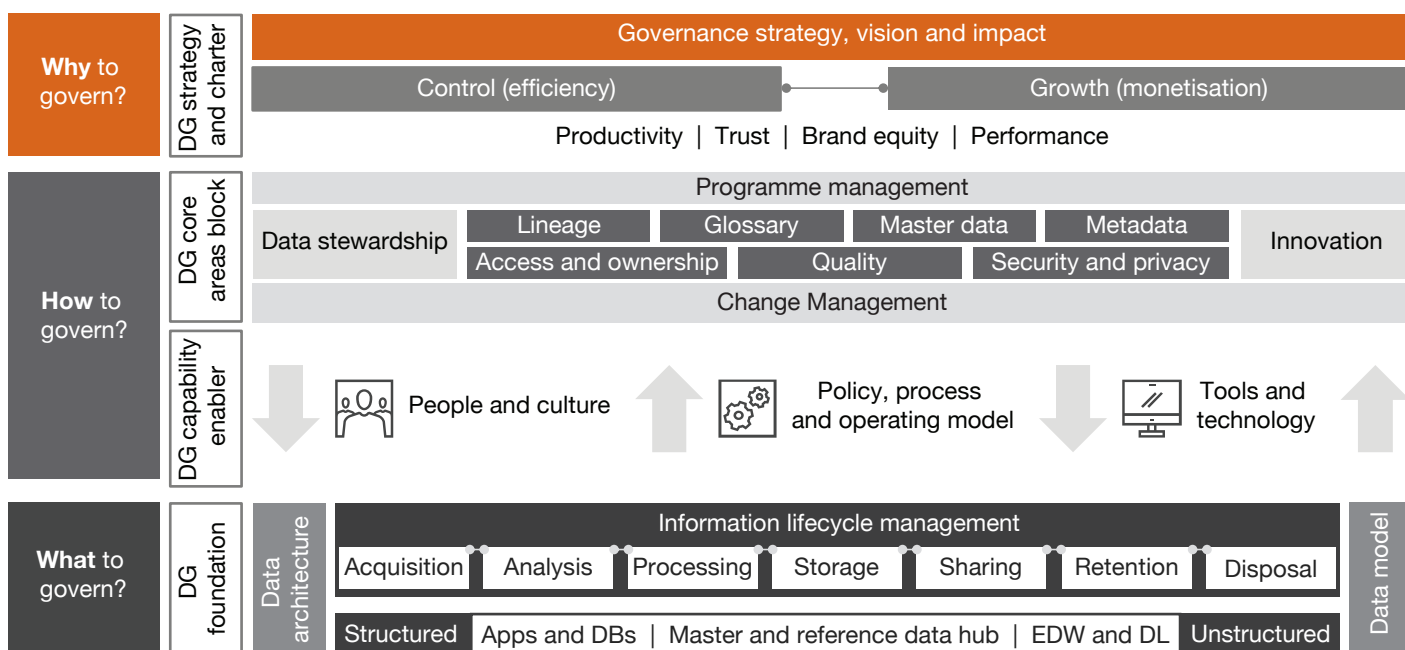 Why to
govern?
DG strategy
and charter
Governance strategy, vision and impact
Control (efficiency)
Growth (monetisation)
Productivity | Trust | Brand equity | Performance
How to
govern?
DG core
areas block
Programme management
Data stewardship
Lineage
Glossary
Master data
Metadata
Access and ownership
Quality
Security and privacy
Innovation
Change Management
DG capability
enabler
People and culture
Policy, process
and operating model
Tools and
technology
What to
govern?
DG
foundation
Data
architecture
Information lifecycle management
Acquisition
Analysis
Processing
Storage
Sharing
Retention
Disposal
Structured
Apps and DBs | Master and reference data hub | EDW and DL
Unstructured
Data model